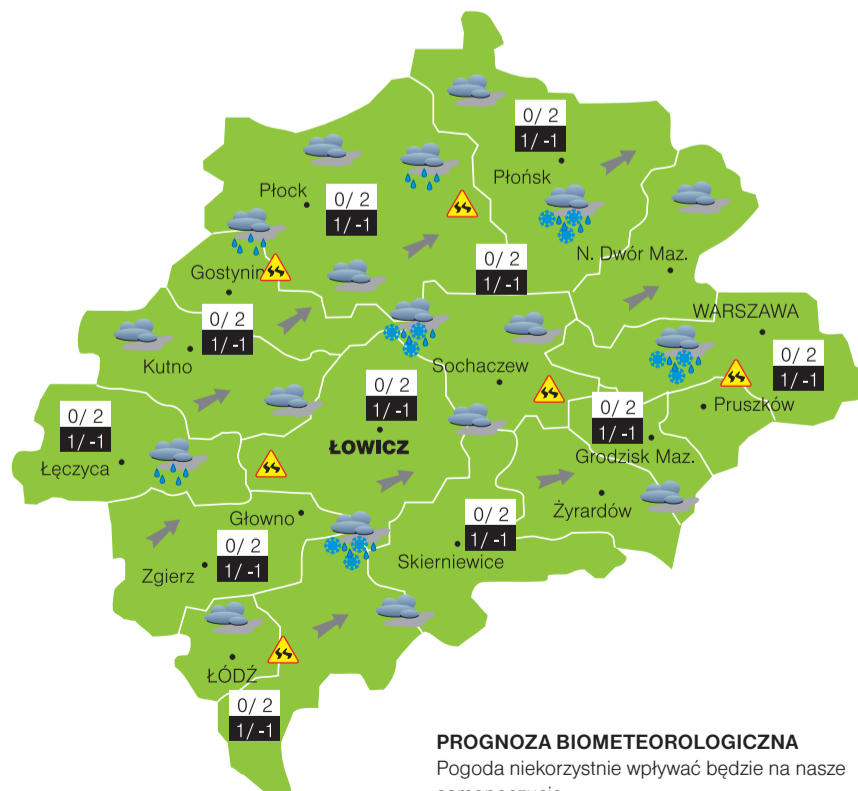 0/ 2
1/ -1
Płońsk
Płock
0/ 2
1/ -1
N. Dwór Maz.
0/ 2
1/ -1
Gostynin
WARSZAWA
0/ 2
1/ -1
Kutno
0/ 2
1/ -1
Sochaczew
0/ 2
1/ -1
ŁOWICZ
Pruszków
0/ 2
1/ -1
Łęczyca
0/ 2
1/ -1
Grodzisk Maz.
Żyrardów
Głowno
0/ 2
1/ -1
Skierniewice
0/ 2
1/ -1
Zgierz
ŁÓDŹ
0/ 2
1/ -1
PROGNOZA BIOMETEOROLOGICZNA
Pogoda niekorzystnie wpływać będzie na nasze